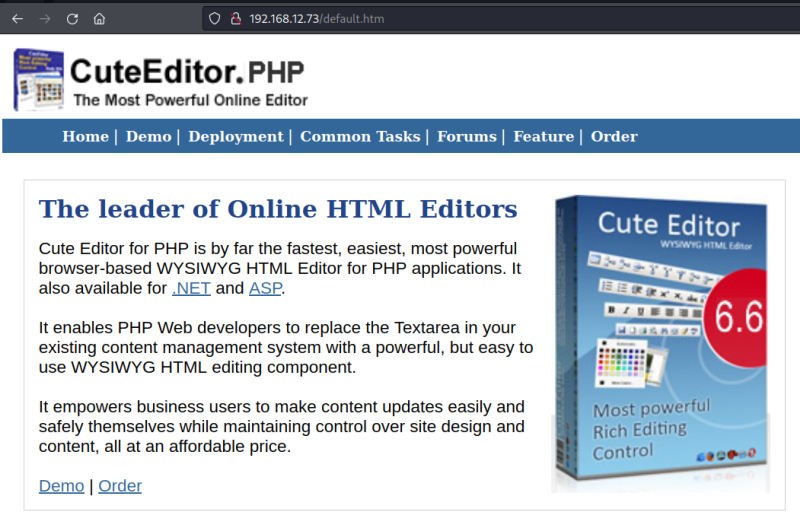 192.168.12.73/default.htm
CuteEditor.PHP
The Most Powerful Online Editor
Home | Demo | Deployment | Common Tasks | Forums | Feature | Order
The leader of Online HTML Editors
Cute Editor for PHP is by far the fastest, easiest, most powerful
browser-based WYSIWYG HTML Editor for PHP applications. It
also available for .NET and ASP.
It enables PHP Web developers to replace the Textarea in your
existing content management system with a powerful, but easy to
use WYSIWYG HTML editing component.
It empowers business users to make content updates easily and
safely themselves while maintaining control over site design and
content, all at an affordable price.
Demo | Order
Cute Editor
WYSIWYG HTML Editor
6.6
Most powerful
Rich Editing
Control